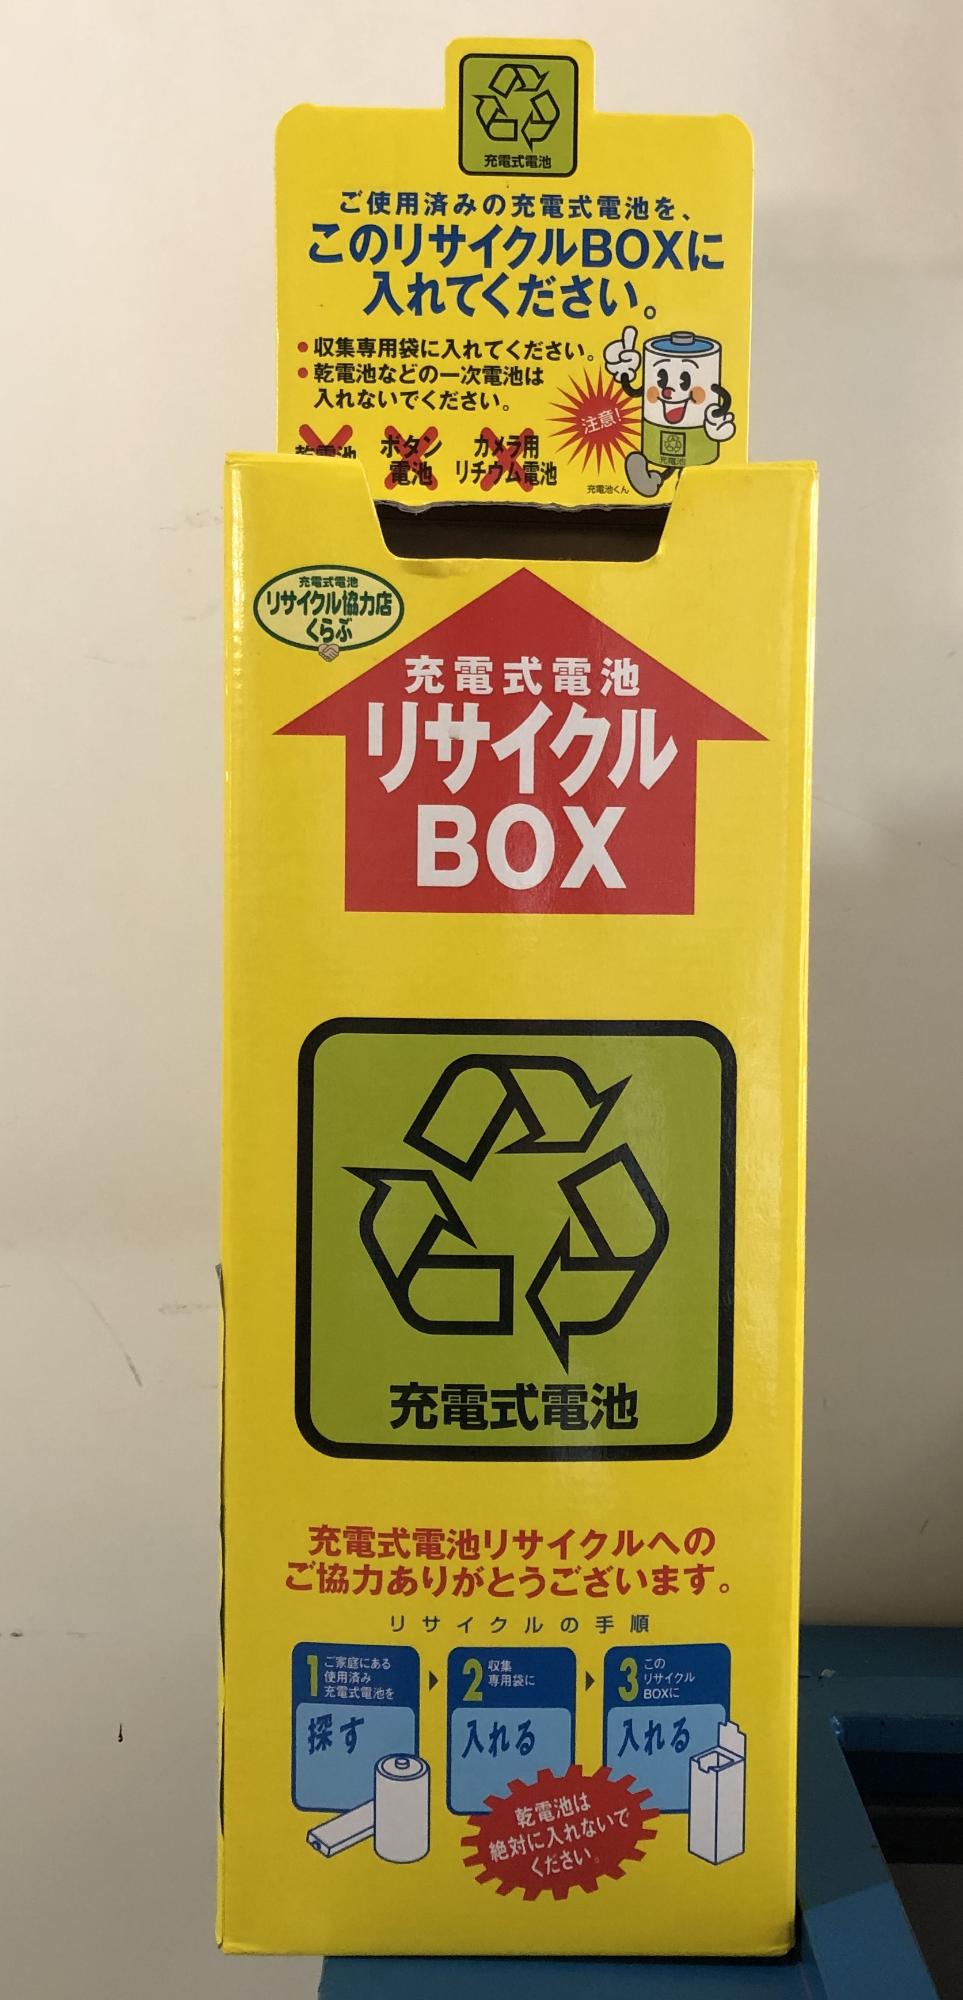 充電式電池
ご使用済みの充電式電池を、
このリサイクルBOXに
入れてください。
●収集専用袋に入れてください。
●乾電池などの一次電池は
入れないでください。
注意!
充電池
乾電池
ボタン
電池
カメラ用
リチウム電池
充電池くん
充電式電池
リサイクル協力店
くらぶ
充電式電池
リサイクル
BOX
充電式電池
充電式電池リサイクルへの
ご協力ありがとうございます。
リサイクルの手順
1 ご家庭にある
使用済み
充電式電池を
探す
2 収集
専用袋に
入れる
3 この
リサイクル
BOXに
入れる
乾電池は
絶対に入れないで
ください。